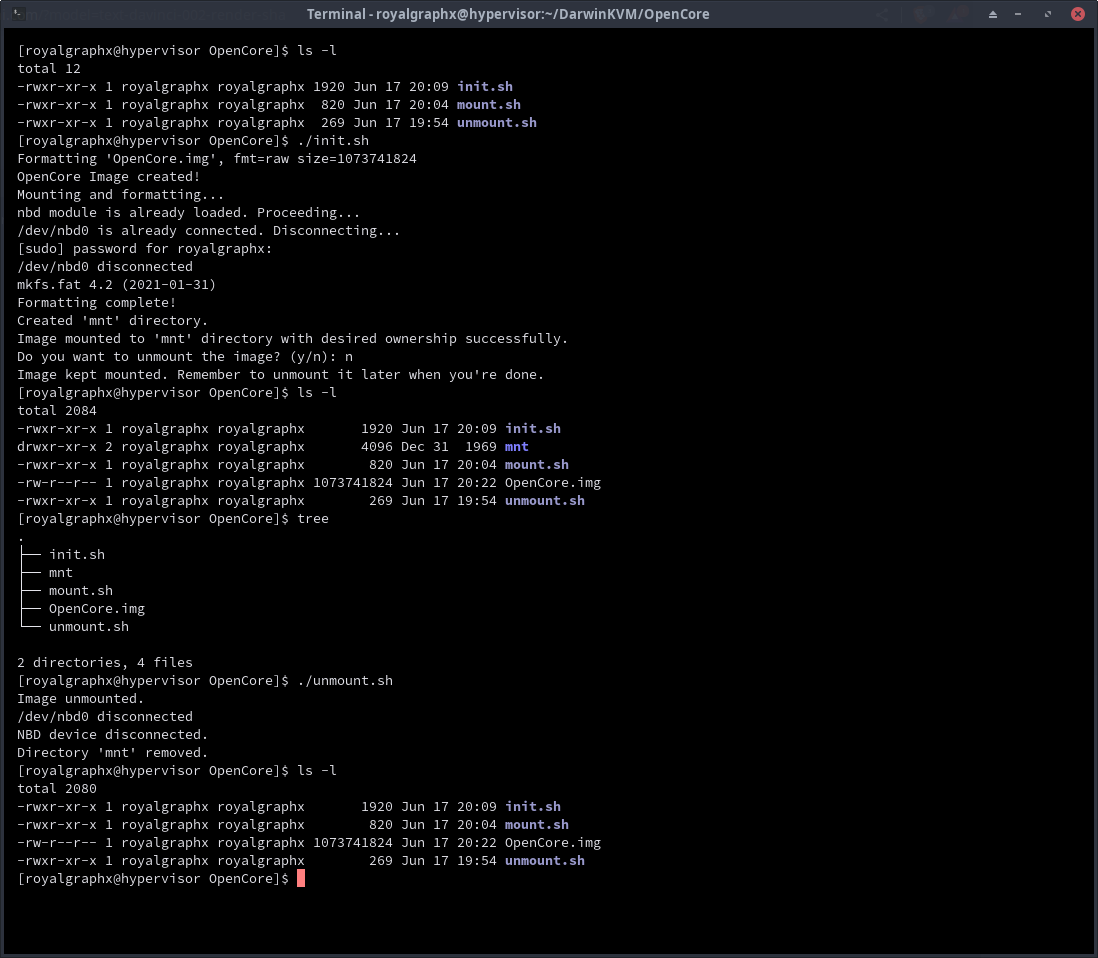 Terminal - royalgraphx@hypervisor:~/DarwinKVM/OpenCore
[royalgraphx@hypervisor OpenCore]$ ls -l
total 12
-rwxr-xr-x 1 royalgraphx royalgraphx 1920 Jun 17 20:09 init.sh
-rwxr-xr-x 1 royalgraphx royalgraphx  820 Jun 17 20:04 mount.sh
-rwxr-xr-x 1 royalgraphx royalgraphx  269 Jun 17 19:54 unmount.sh
[royalgraphx@hypervisor OpenCore]$ ./init.sh
Formatting 'OpenCore.img', fmt=raw size=1073741824
OpenCore Image created!
Mounting and formatting...
nbd module is already loaded. Proceeding...
/dev/nbd0 is already connected. Disconnecting...
[sudo] password for royalgraphx:
/dev/nbd0 disconnected
mkfs.fat 4.2 (2021-01-31)
Formatting complete!
Created 'mnt' directory.
Image mounted to 'mnt' directory with desired ownership successfully.
Do you want to unmount the image? (y/n): n
Image kept mounted. Remember to unmount it later when you're done.
[royalgraphx@hypervisor OpenCore]$ ls -l
total 2084
-rwxr-xr-x 1 royalgraphx royalgraphx       1920 Jun 17 20:09 init.sh
drwxr-xr-x 2 royalgraphx royalgraphx       4096 Dec 31  1969 mnt
-rwxr-xr-x 1 royalgraphx royalgraphx        820 Jun 17 20:04 mount.sh
-rw-r--r-- 1 royalgraphx royalgraphx 1073741824 Jun 17 20:22 OpenCore.img
-rwxr-xr-x 1 royalgraphx royalgraphx        269 Jun 17 19:54 unmount.sh
[royalgraphx@hypervisor OpenCore]$ tree
.
├── init.sh
├── mnt
├── mount.sh
├── OpenCore.img
└── unmount.sh
2 directories, 4 files
[royalgraphx@hypervisor OpenCore]$ ./unmount.sh
Image unmounted.
/dev/nbd0 disconnected
NBD device disconnected.
Directory 'mnt' removed.
[royalgraphx@hypervisor OpenCore]$ ls -l
total 2080
-rwxr-xr-x 1 royalgraphx royalgraphx       1920 Jun 17 20:09 init.sh
-rwxr-xr-x 1 royalgraphx royalgraphx        820 Jun 17 20:04 mount.sh
-rw-r--r-- 1 royalgraphx royalgraphx 1073741824 Jun 17 20:22 OpenCore.img
-rwxr-xr-x 1 royalgraphx royalgraphx        269 Jun 17 19:54 unmount.sh
[royalgraphx@hypervisor OpenCore]$